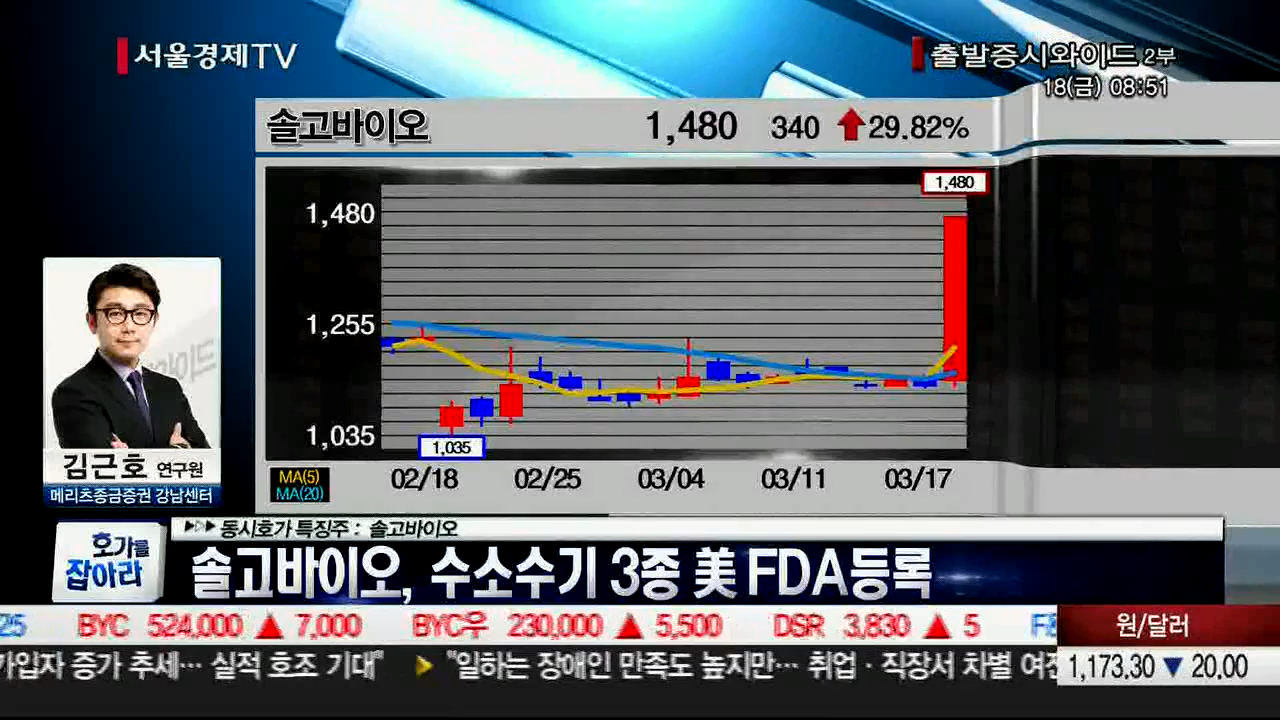 서울경제TV
출발증시와이드 2부
18(금) 08:51
솔고바이오 1,480 340 29.82%
1,480
1,480
1,255
1,035
1,035
MA(5)
MA(20)
02/18 02/25 03/04 03/11 03/17
김근호 연구원
메리츠종금증권 강남센터
호가를
잡아라
동시호가 특징주 : 솔고바이오
솔고바이오, 수소수기 3종 美 FDA등록
25 BYC 524,000 ▲ 7,000 BYC우 230,000 ▲ 5,500 DSR 3,830 ▲ 5
원/달러
가입자 증가 추세… 실적 호조 기대" "일하는 장애인 만족도 높지만… 취업·직장서 차별
1,173.30 ▼ 20,00